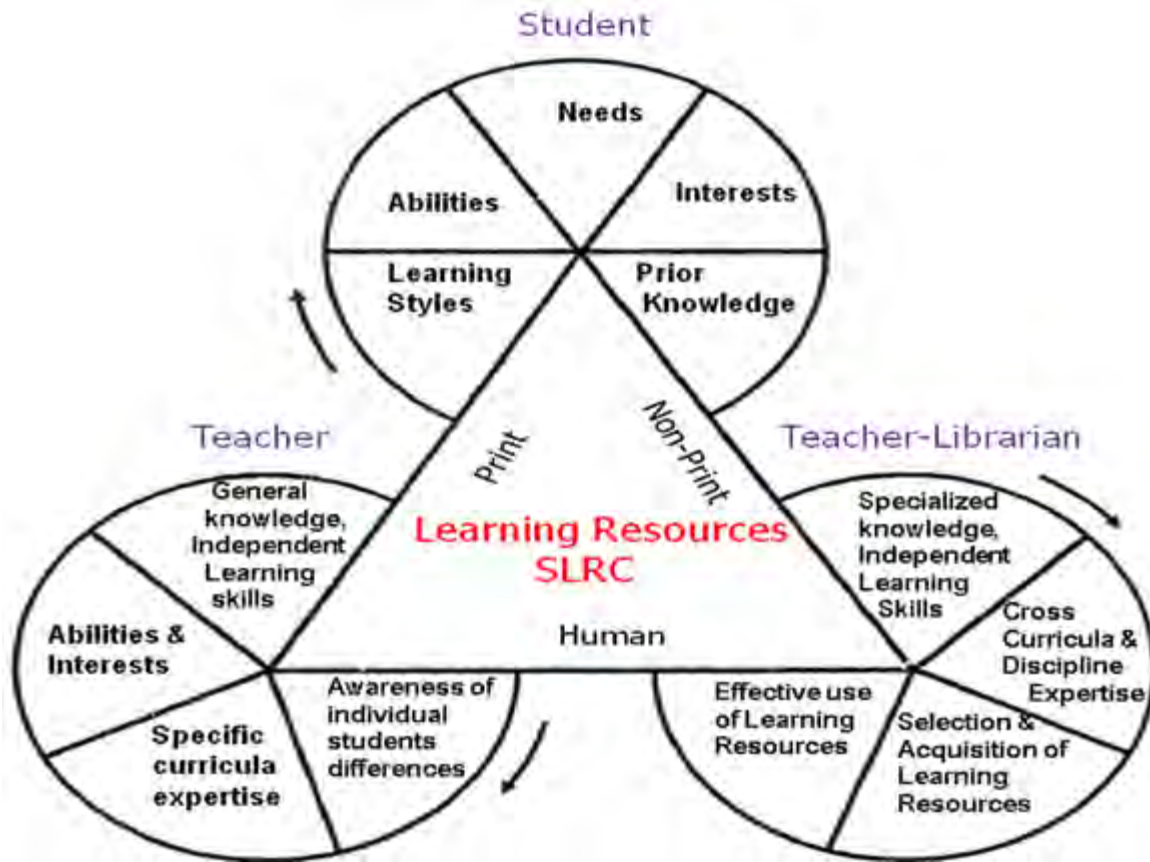 Student
Needs
Abilities
Interests
Learning
Styles
Prior
Knowledge
Teacher
Print
Non-Print
Teacher-Librarian
General
knowledge,
Independent
Learning
skills
Abilities &
Interests
Specific
curricula
expertise
Awareness of
individual
students
differences
Learning Resources
SLRC
Human
Specialized
knowledge,
Independent
Learning
Skills
Cross
Curricula &
Discipline
Expertise
Effective use
of Learning
Resources
Selection &
Acquisition of
Learning
Resources